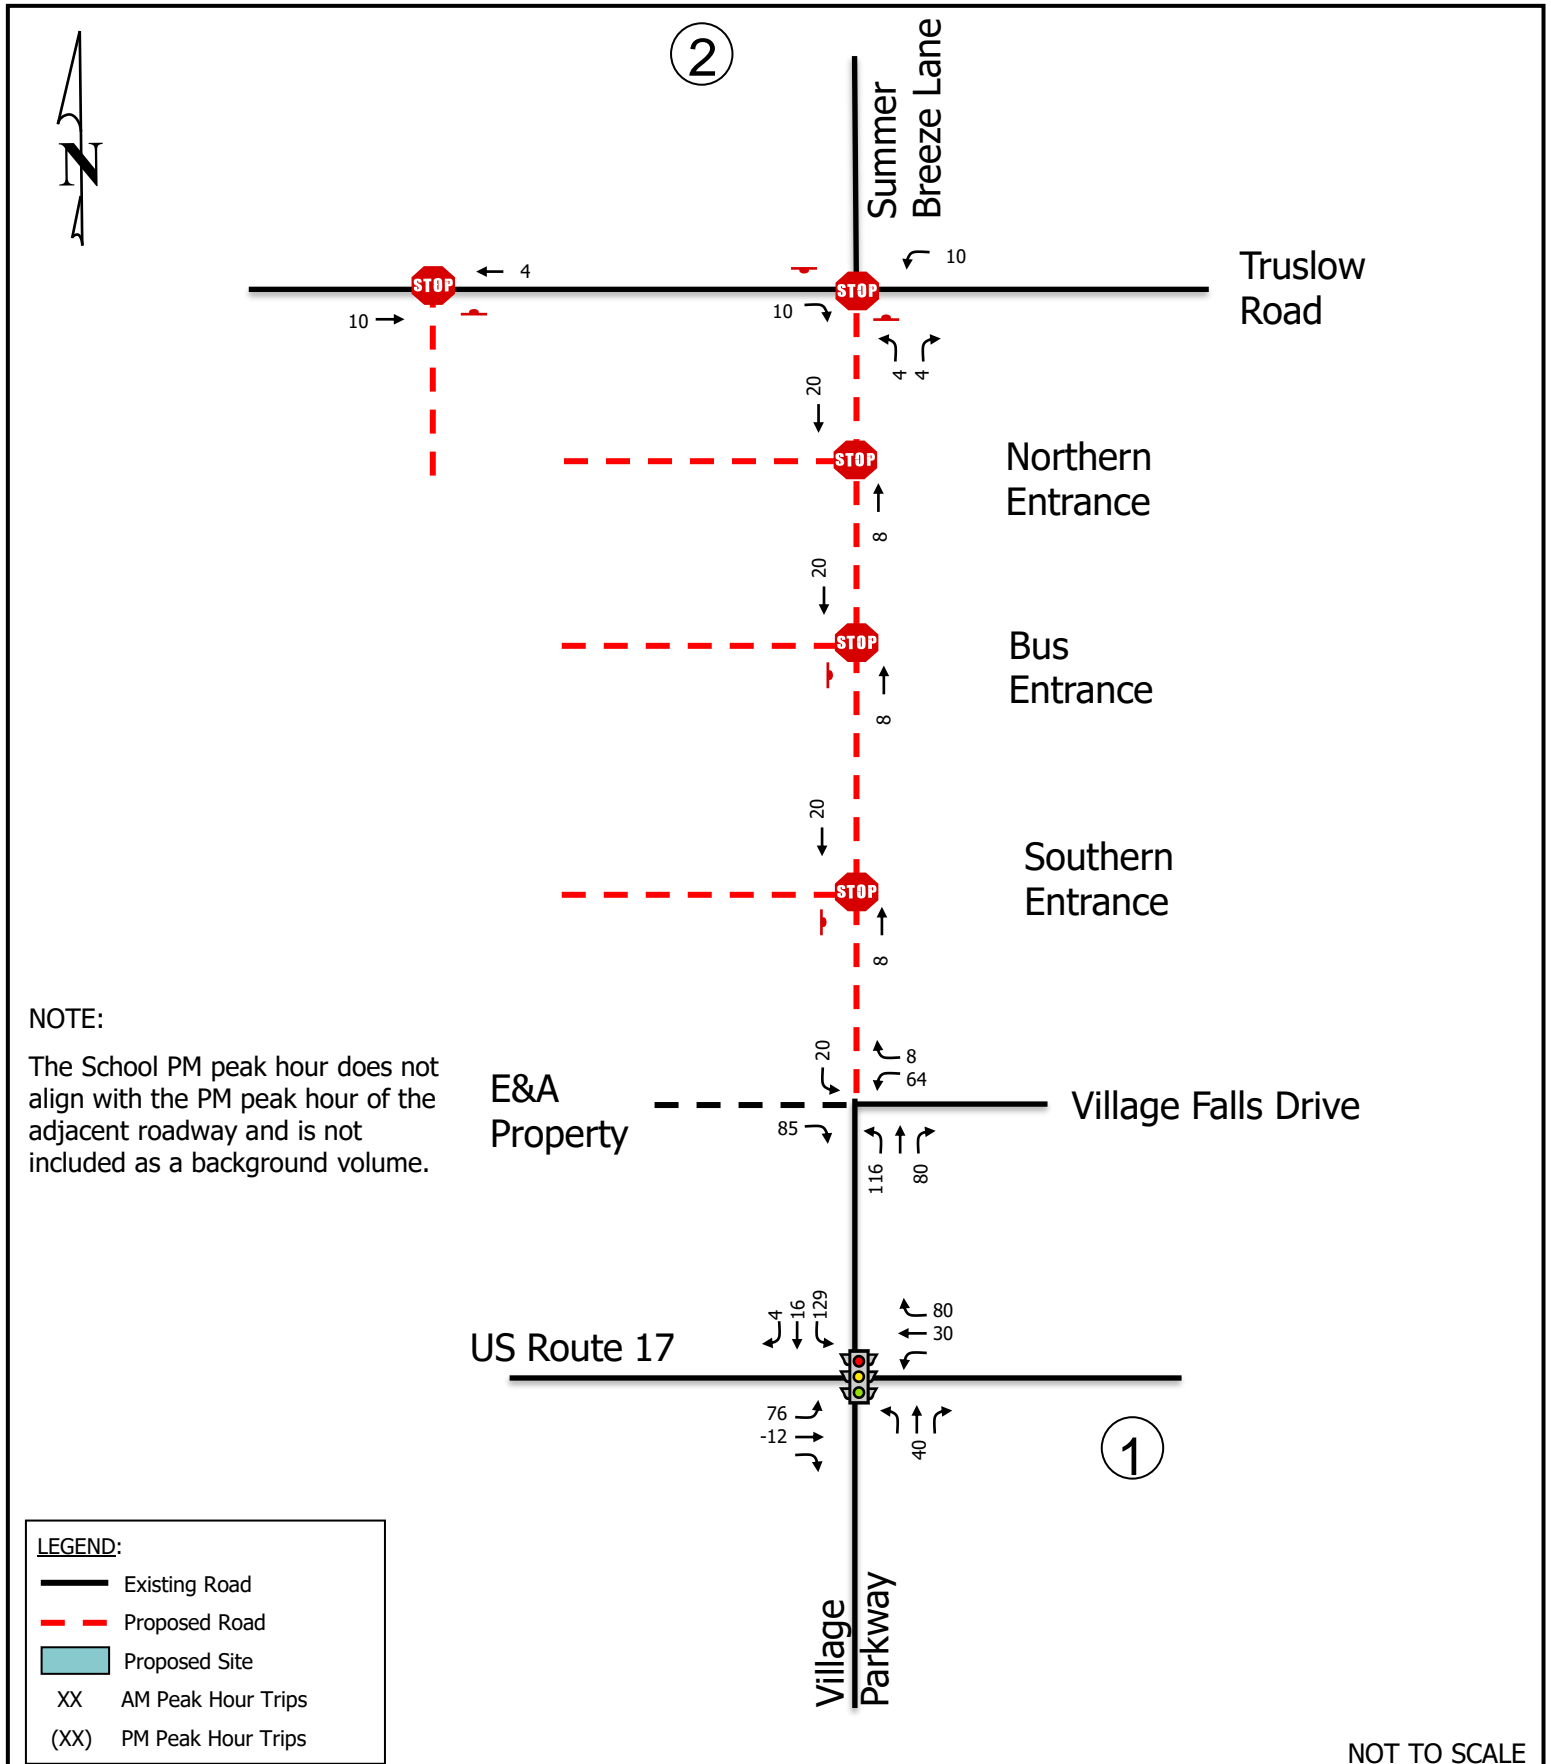 2
Summer
Breeze Lane
N
10
STOP
4
STOP
Truslow
Road
10
10
4
4
20
STOP
Northern
Entrance
8
20
STOP
Bus
Entrance
8
20
STOP
Southern
Entrance
8
NOTE:
The School PM peak hour does not
align with the PM peak hour of the
adjacent roadway and is not
included as a background volume.
20
8
64
E&A
Property
Village Falls Drive
85
116
80
4
16
129
80
30
US Route 17
76
-12
40
1
LEGEND:
Existing Road
Proposed Road
Proposed Site
XX AM Peak Hour Trips
(XX) PM Peak Hour Trips
Village
Parkway
NOT TO SCALE